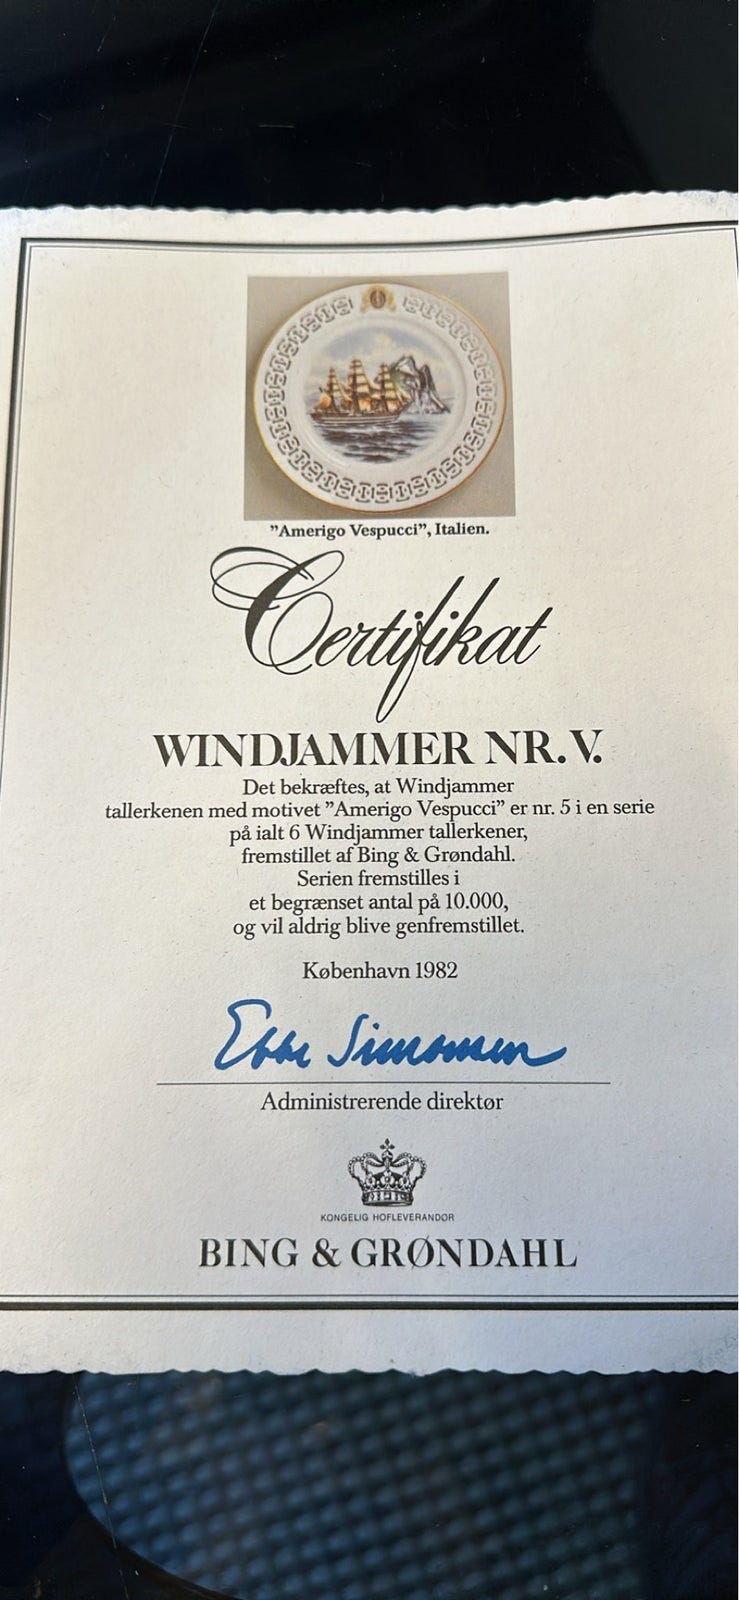 "Amerigo Vespucci", Italien.
Certifikat
WINDJAMMER NR. V.
Det bekræftes, at Windjammer
tallerkenen med motivet "Amerigo Vespucci" er nr. 5 i en serie
på ialt 6 Windjammer tallerkener,
fremstillet af Bing & Grøndahl.
Serien fremstilles i
et begrænset antal på 10.000,
og vil aldrig blive genfremstillet.
København 1982
Ebbe Simonsen
Administrerende direktør
KONGELIG HOFLEVERANDØR
BING & GRØNDAHL